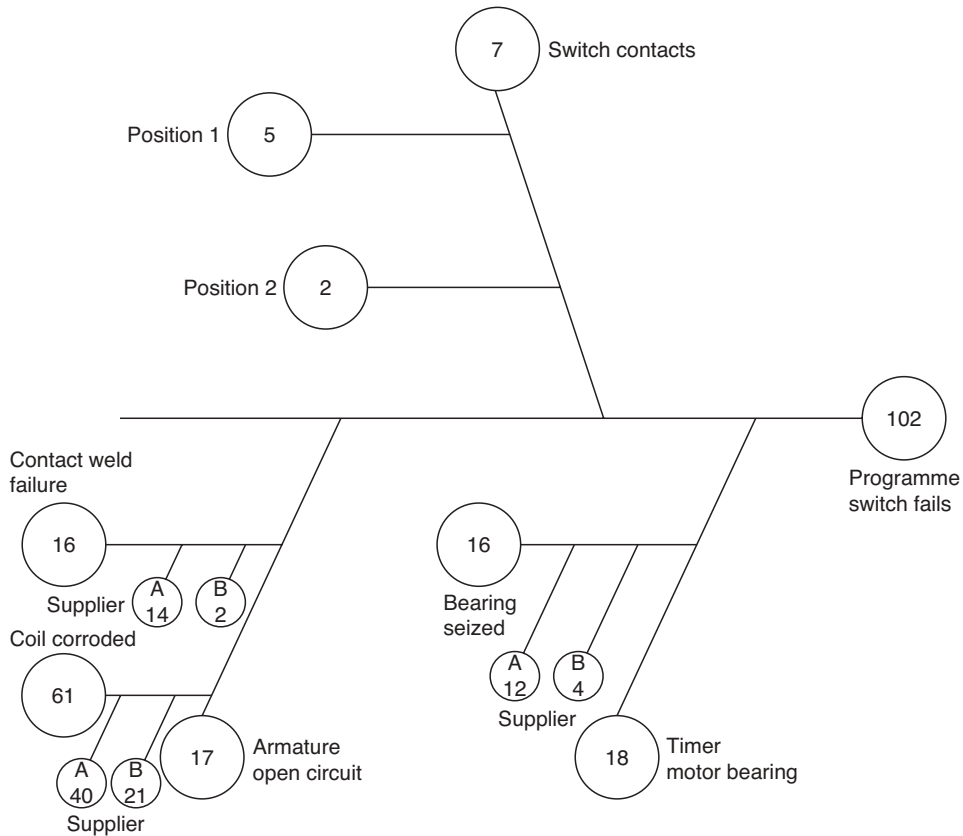 7
Switch contacts
Position 1
5
Position 2
2
102
Programme
switch fails
Contact weld
failure
16
A
14
B
2
Supplier
Coil corroded
61
A
40
B
21
Supplier
17
Armature
open circuit
16
Bearing
seized
A
12
B
4
Supplier
18
Timer
motor bearing